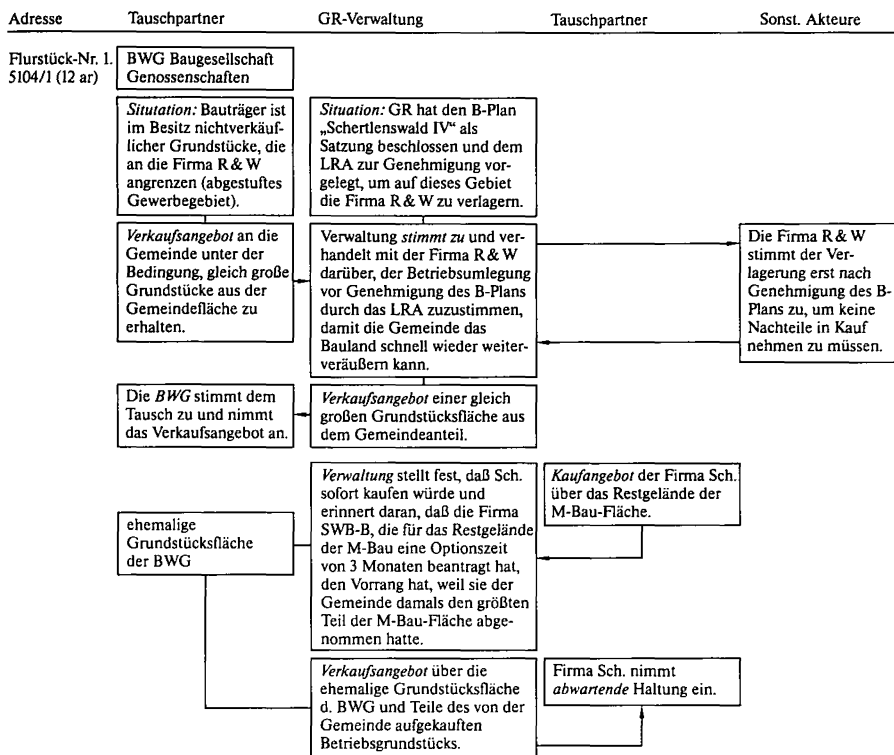 Adresse Tauschpartner GR-Verwaltung Tauschpartner Sonst. Akteure
Flurstück-Nr. 1.
5104/1 (12 ar)
BWG Baugesellschaft
Genossenschaften
Situtation: Bauträger ist
im Besitz nichtverkäuf-
licher Grundstücke, die
an die Firma R & W
angrenzen (abgestuftes
Gewerbegebiet).
Situation: GR hat den B-Plan
„Schertlenswald IV“ als
Satzung beschlossen und dem
LRA zur Genehmigung vor-
gelegt, um auf dieses Gebiet
die Firma R & W zu verlagern.
Verkaufsangebot an die
Gemeinde unter der
Bedingung, gleich große
Grundstücke aus der
Gemeindefläche zu
erhalten.
Verwaltung stimmt zu und ver-
handelt mit der Firma R & W
darüber, der Betriebsumlegung
vor Genehmigung des B-Plans
durch das LRA zuzustimmen,
damit die Gemeinde das
Bauland schnell wieder weiter-
veräußern kann.
Die Firma R & W
stimmt der Ver-
lagerung erst nach
Genehmigung des B-
Plans zu, um keine
Nachteile in Kauf
nehmen zu müssen.
Die BWG stimmt dem
Tausch zu und nimmt
das Verkaufsangebot an.
Verkaufsangebot einer gleich
großen Grundstücksfläche aus
dem Gemeindeanteil.
Verwaltung stellt fest, daß Sch.
sofort kaufen würde und
erinnert daran, daß die Firma
SWB-B, die für das Restgelände
der M-Bau eine Optionszeit
von 3 Monaten beantragt hat,
den Vorrang hat, weil sie der
Gemeinde damals den größten
Teil der M-Bau-Fläche abge-
nommen hatte.
Kaufangebot der Firma Sch.
über das Restgelände der
M-Bau-Fläche.
ehemalige
Grundstücksfläche
der BWG
Verkaufsangebot über die
ehemalige Grundstücksfläche
d. BWG und Teile des von der
Gemeinde aufgekauften
Betriebsgrundstücks.
Firma Sch. nimmt
abwartende Haltung ein.